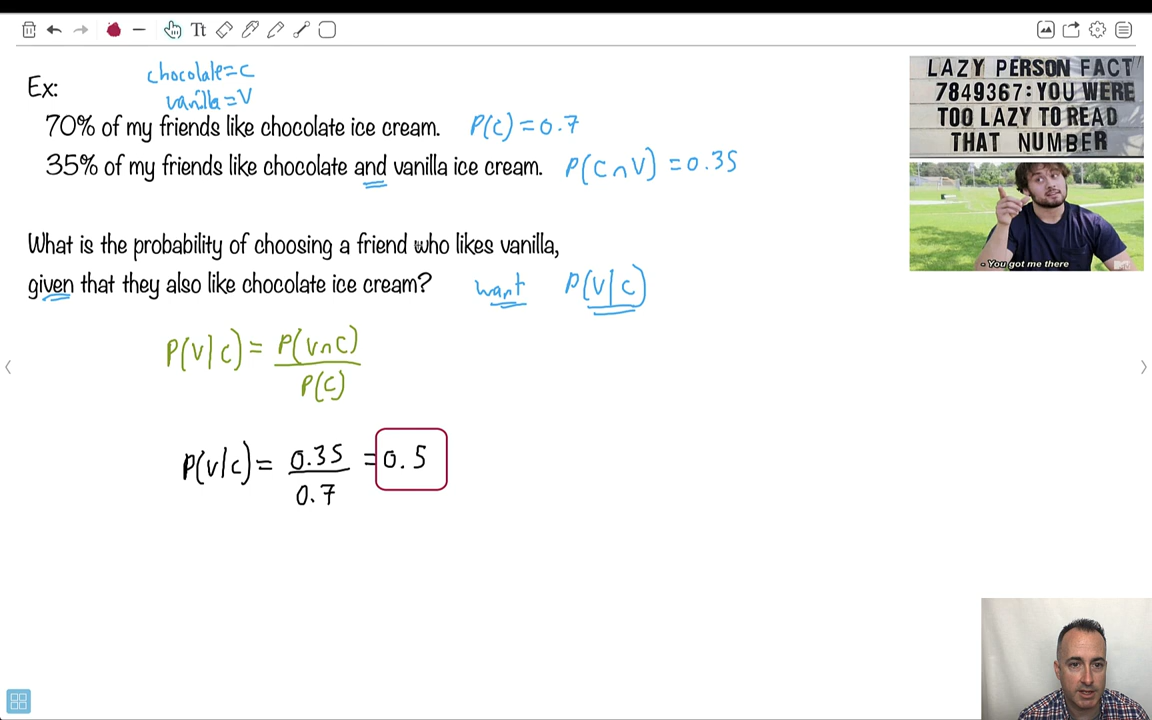 Tt
chocolate=C
Ex:
vanilla=V
70% of my friends like chocolate ice cream. P(C)=0.7
35% of my friends like chocolate and vanilla ice cream. P(C∩V)=0.35
What is the probability of choosing a friend who likes vanilla,
given that they also like chocolate ice cream? want P(V|C)
P(V|C)= P(V∩C)
P(C)
P(V|C)= 0.35 =0.5
0.7
LAZY PERSON FACT
7849367:YOU WERE
TOO LAZY TO READ
THAT NUMBER
- You got me there